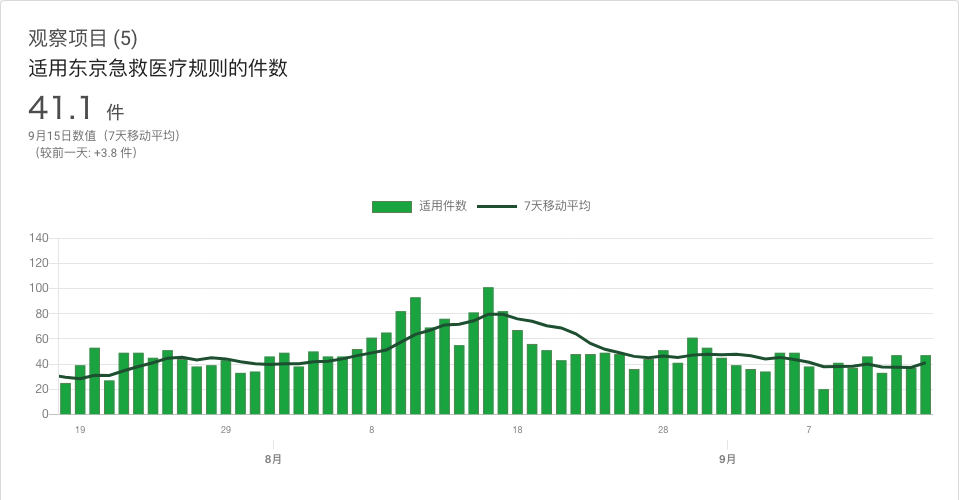 观察项目 (5)
适用东京急救医疗规则的件数
41.1 件
9月15日数值（7天移动平均）
（较前一天: +3.8 件）
适用件数 7天移动平均
140
120
100
80
60
40
20
0
19 29 8 18 28 7
8月 9月